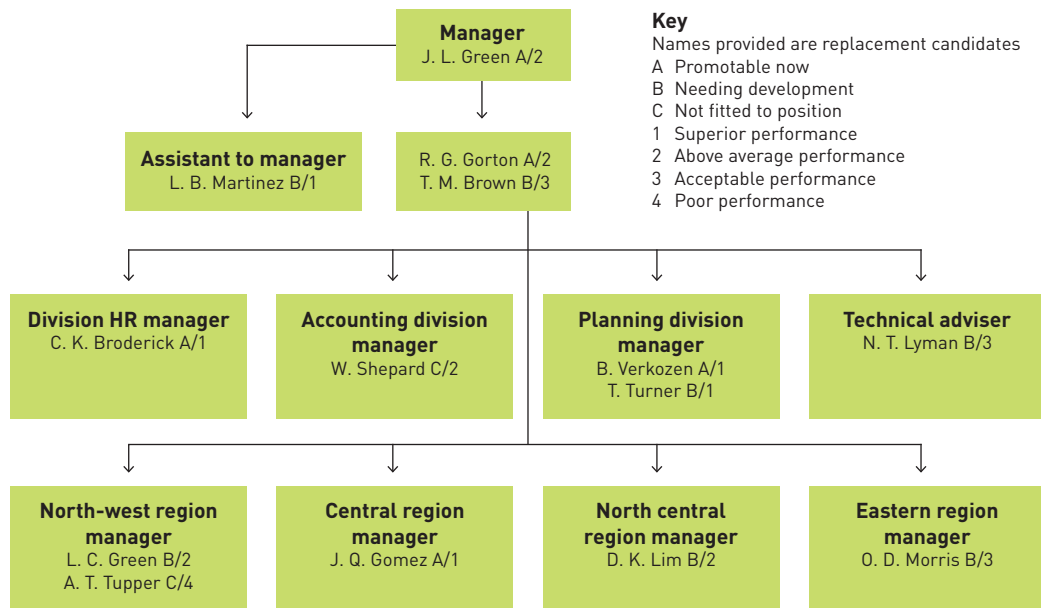 Manager
J. L. Green A/2
Key
Names provided are replacement candidates
A Promotable now
B Needing development
C Not fitted to position
1 Superior performance
2 Above average performance
3 Acceptable performance
4 Poor performance
Assistant to manager
L. B. Martinez B/1
R. G. Gorton A/2
T. M. Brown B/3
Division HR manager
C. K. Broderick A/1
Accounting division
manager
W. Shepard C/2
Planning division
manager
B. Verkozen A/1
T. Turner B/1
Technical adviser
N. T. Lyman B/3
North-west region
manager
L. C. Green B/2
A. T. Tupper C/4
Central region
manager
J. Q. Gomez A/1
North central
region manager
D. K. Lim B/2
Eastern region
manager
O. D. Morris B/3